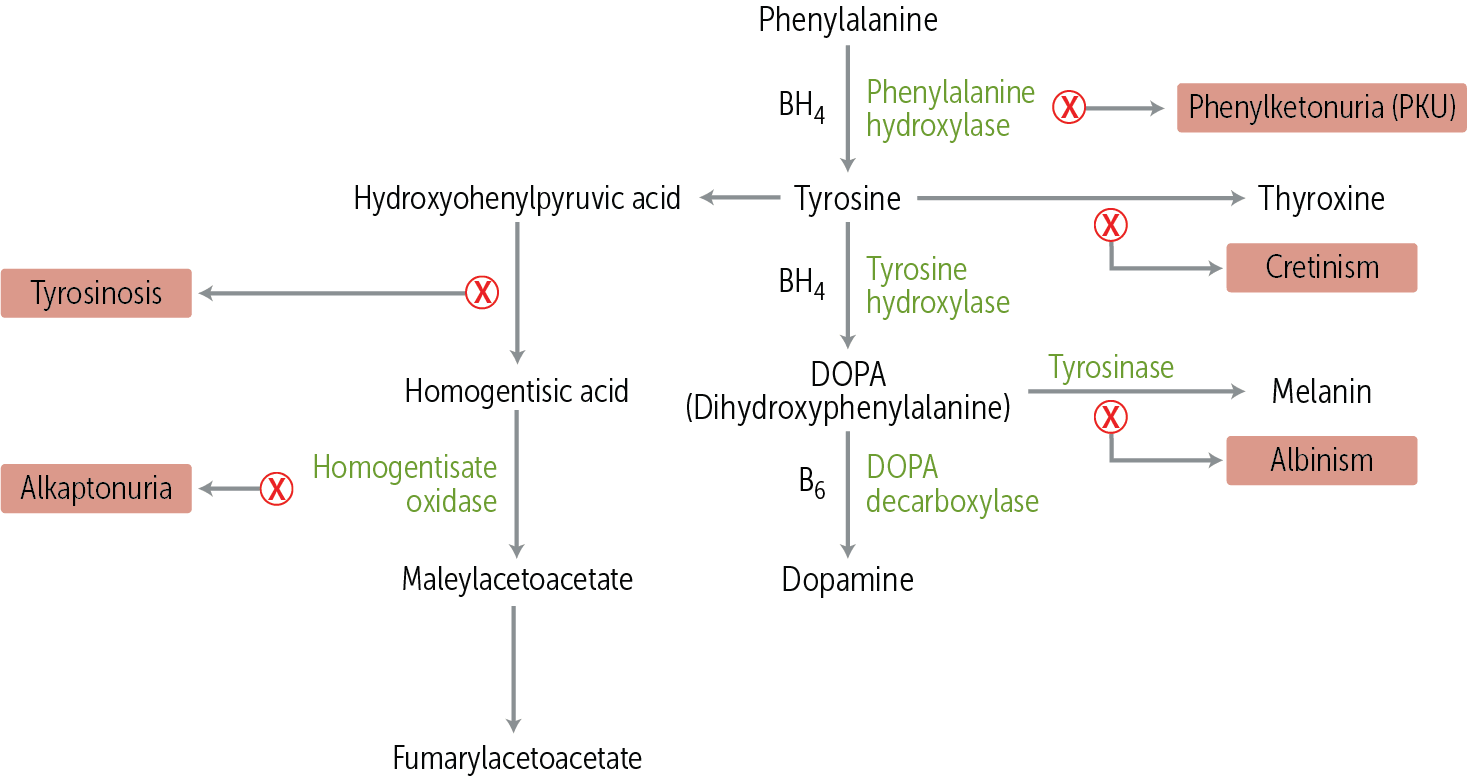 Phenylalanine
BH4
Phenylalanine
hydroxylase
X
Phenylketonuria (PKU)
Hydroxyohenylpyruvic acid
Tyrosine
Thyroxine
X
Cretinism
Tyrosinosis
X
BH4
Tyrosine
hydroxylase
Homogentisic acid
DOPA
(Dihydroxyphenylalanine)
Tyrosinase
Melanin
X
Albinism
Alkaptonuria
X
Homogentisate
oxidase
B6
DOPA
decarboxylase
Maleylacetoacetate
Dopamine
Fumarylacetoacetate